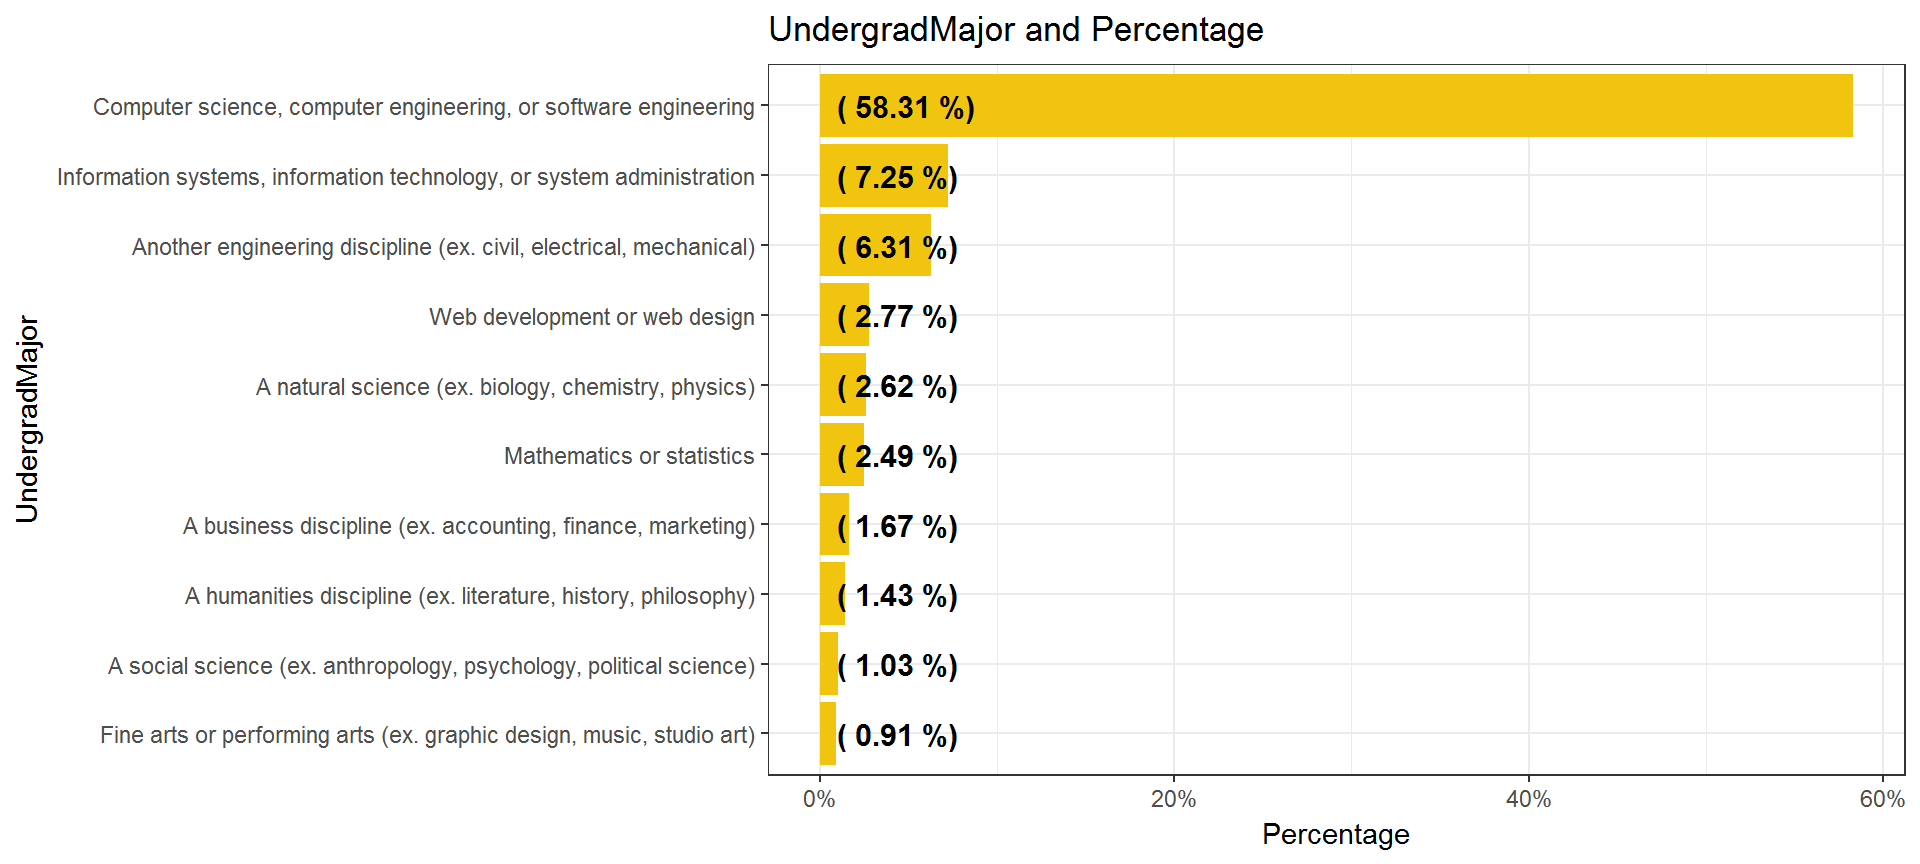 UndergradMajor and Percentage
UndergradMajor
Computer science, computer engineering, or software engineering
( 58.31 %)
Information systems, information technology, or system administration
( 7.25 %)
Another engineering discipline (ex. civil, electrical, mechanical)
( 6.31 %)
Web development or web design
( 2.77 %)
A natural science (ex. biology, chemistry, physics)
( 2.62 %)
Mathematics or statistics
( 2.49 %)
A business discipline (ex. accounting, finance, marketing)
( 1.67 %)
A humanities discipline (ex. literature, history, philosophy)
( 1.43 %)
A social science (ex. anthropology, psychology, political science)
( 1.03 %)
Fine arts or performing arts (ex. graphic design, music, studio art)
( 0.91 %)
0% 20% 40% 60%
Percentage